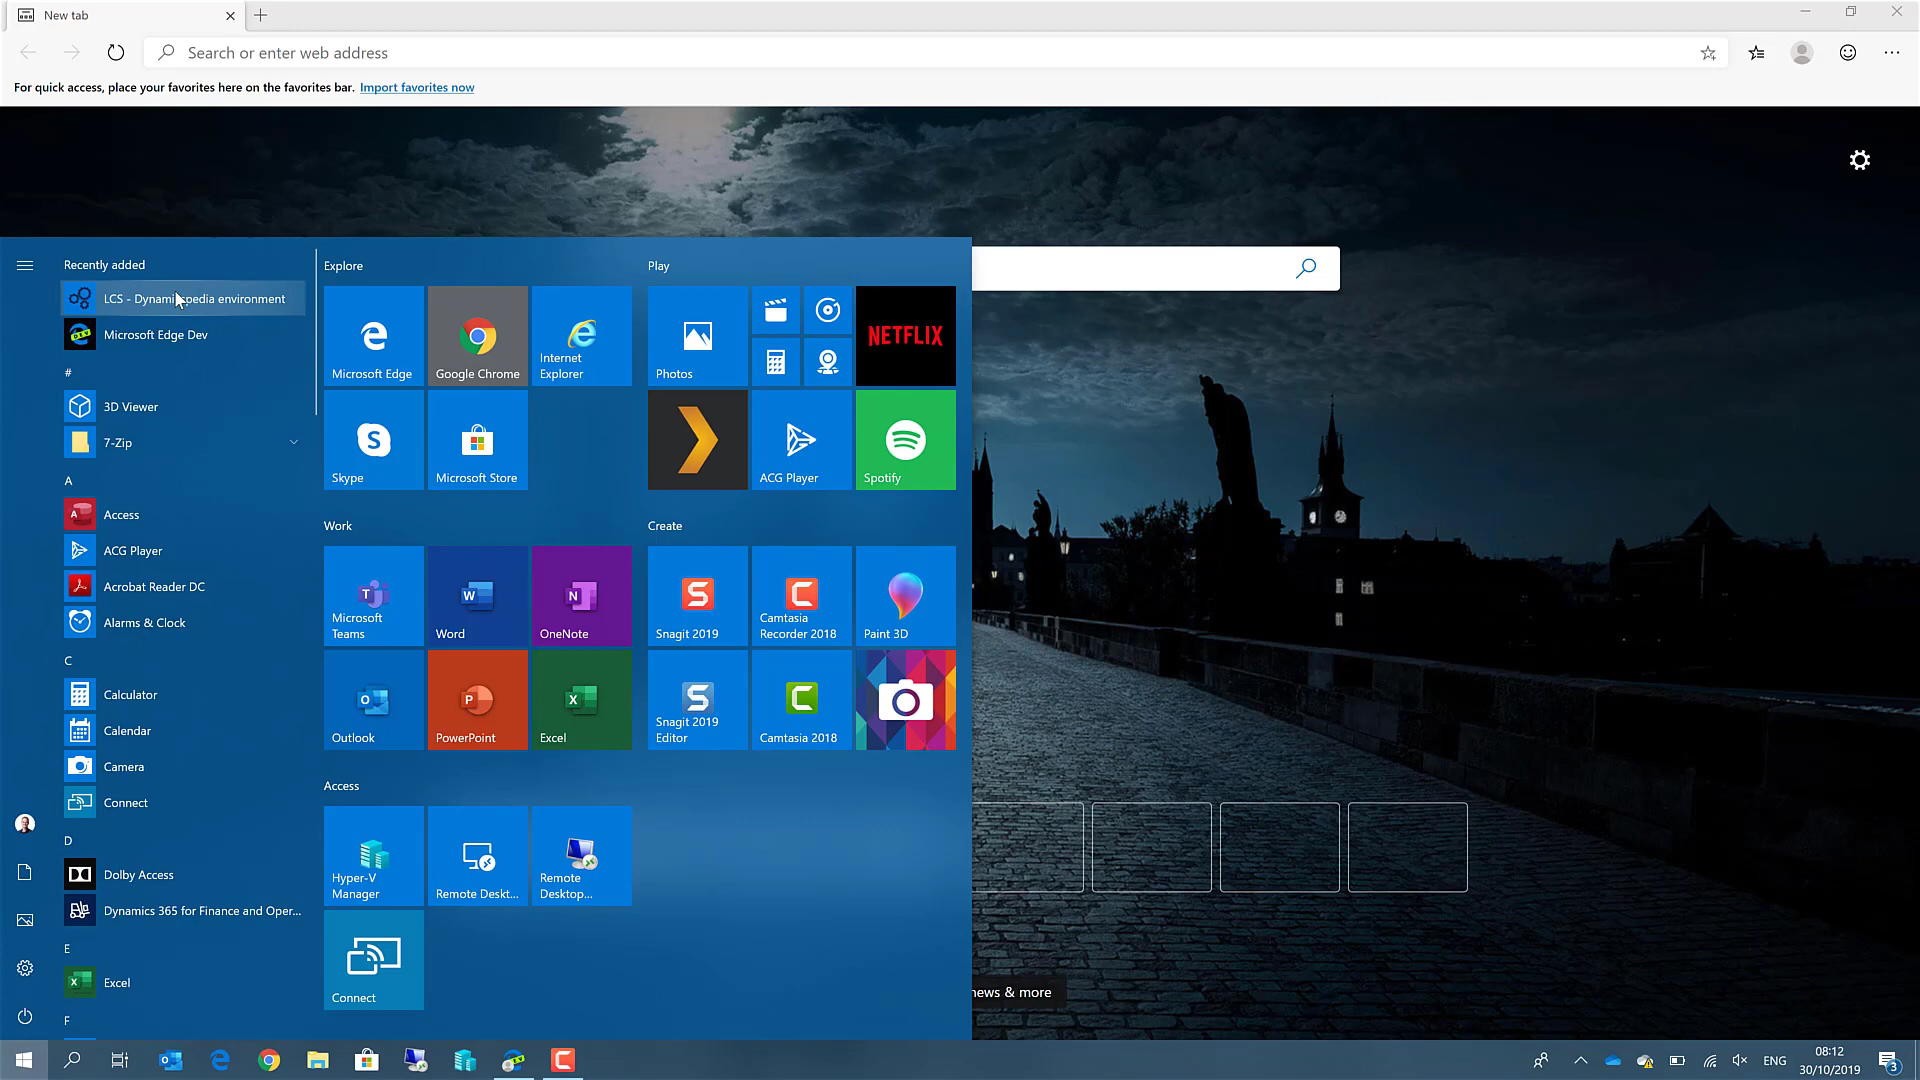 New tab
Search or enter web address
For quick access, place your favorites here on the favorites bar. Import favorites now
Recently added
LCS - Dynami pedia environment
Microsoft Edge Dev
#
3D Viewer
7-Zip
A
Access
ACG Player
Acrobat Reader DC
Alarms & Clock
C
Calculator
Calendar
Camera
Connect
D
Dolby Access
Dynamics 365 for Finance and Oper...
E
Excel
F
Explore
Microsoft Edge
Google Chrome
Internet
Explorer
Skype
Microsoft Store
Play
Photos
NETFLIX
ACG Player
Spotify
Work
Microsoft
Teams
Word
OneNote
Outlook
PowerPoint
Excel
Create
Snagit 2019
Camtasia
Recorder 2018
Paint 3D
Snagit 2019
Editor
Camtasia 2018
Access
Hyper-V
Manager
Remote Deskt...
Remote
Desktop...
Connect
news & more
ENG
08:12
30/10/2019
3